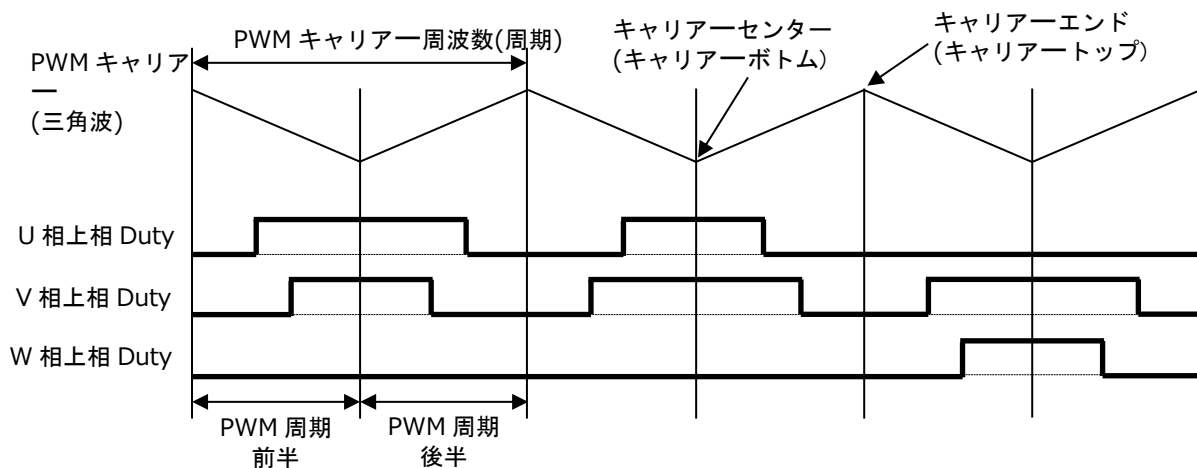 PWM キャリアー周波数(周期)
キャリアーセンター
(キャリアーボトム)
キャリアーエンド
(キャリアートップ)
PWM キャリア
ー
(三角波)
U 相上相 Duty
V 相上相 Duty
W 相上相 Duty
PWM 周期
前半
PWM 周期
後半